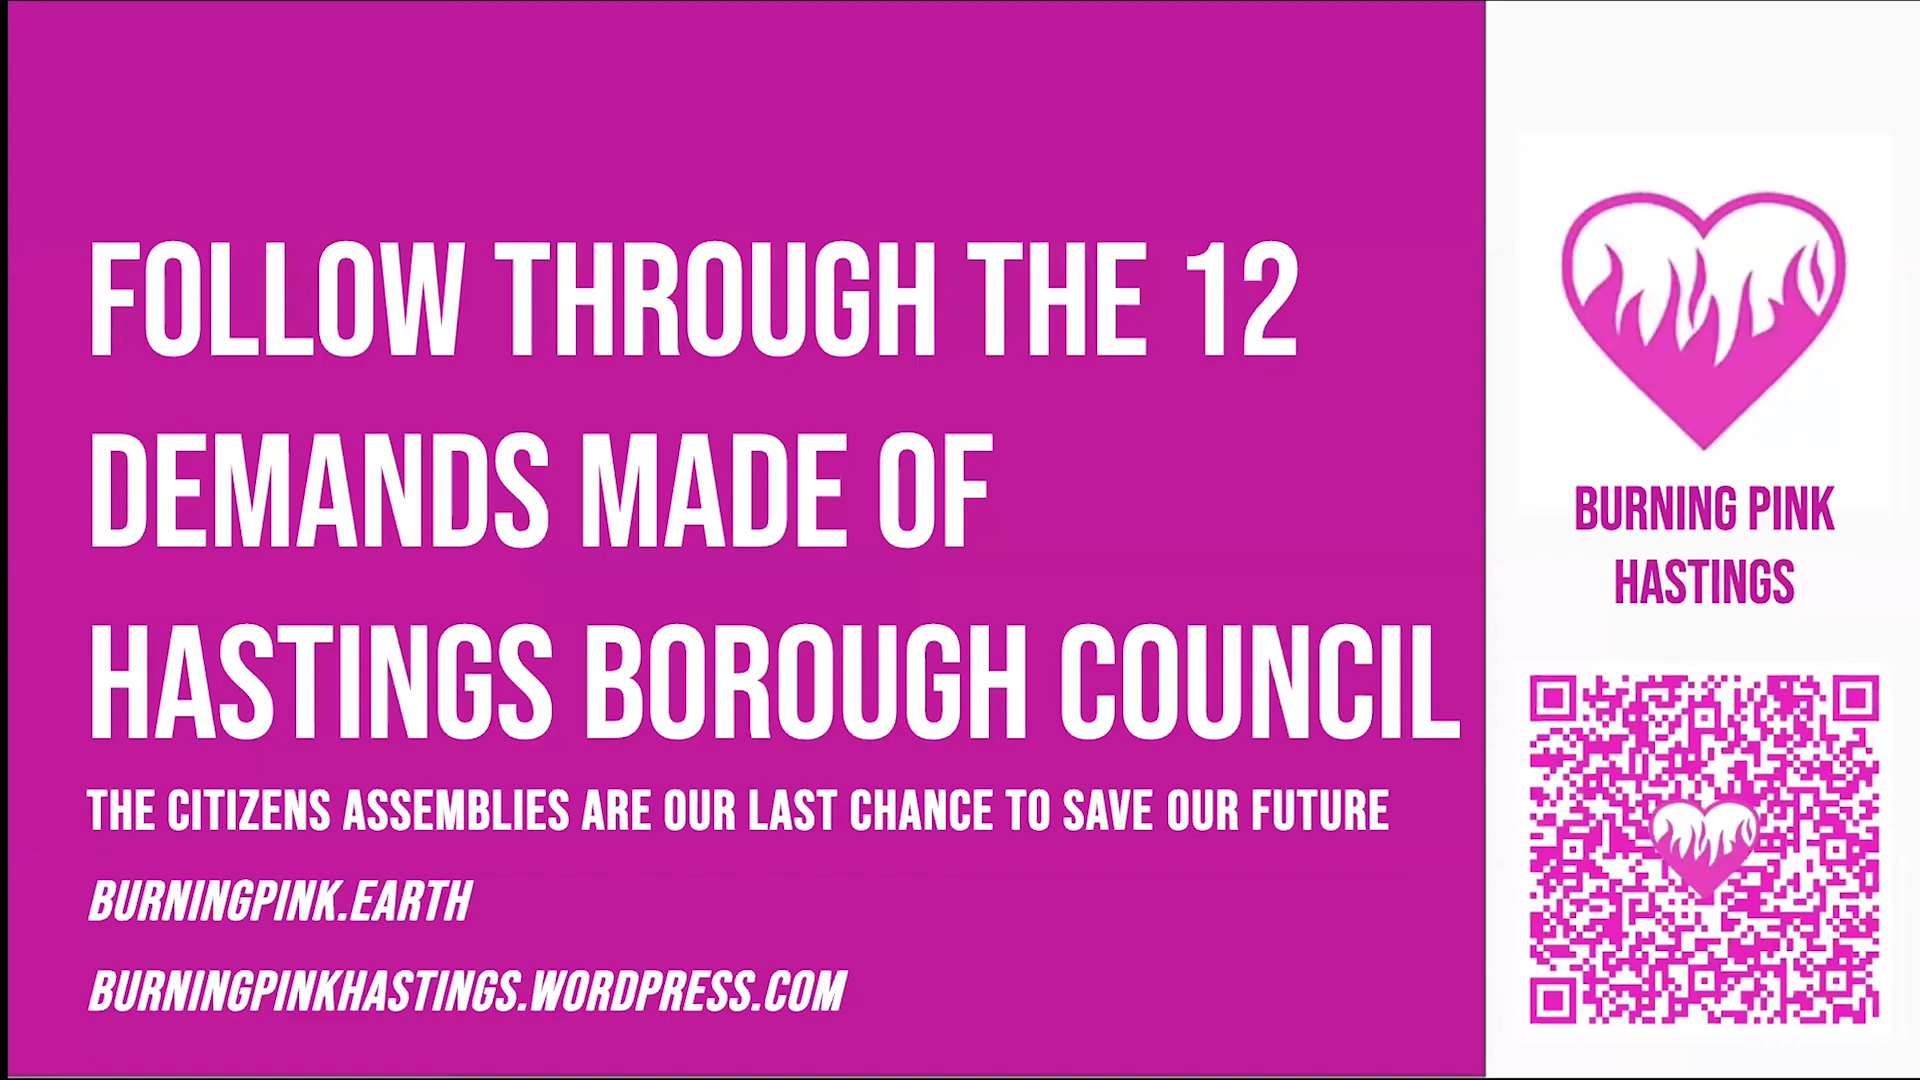 FOLLOW THROUGH THE 12
DEMANDS MADE OF
HASTINGS BOROUGH COUNCIL
THE CITIZENS ASSEMBLIES ARE OUR LAST CHANCE TO SAVE OUR FUTURE
BURNINGPINK.EARTH
BURNINGPINKHASTINGS.WORDPRESS.COM
BURNING PINK
HASTINGS